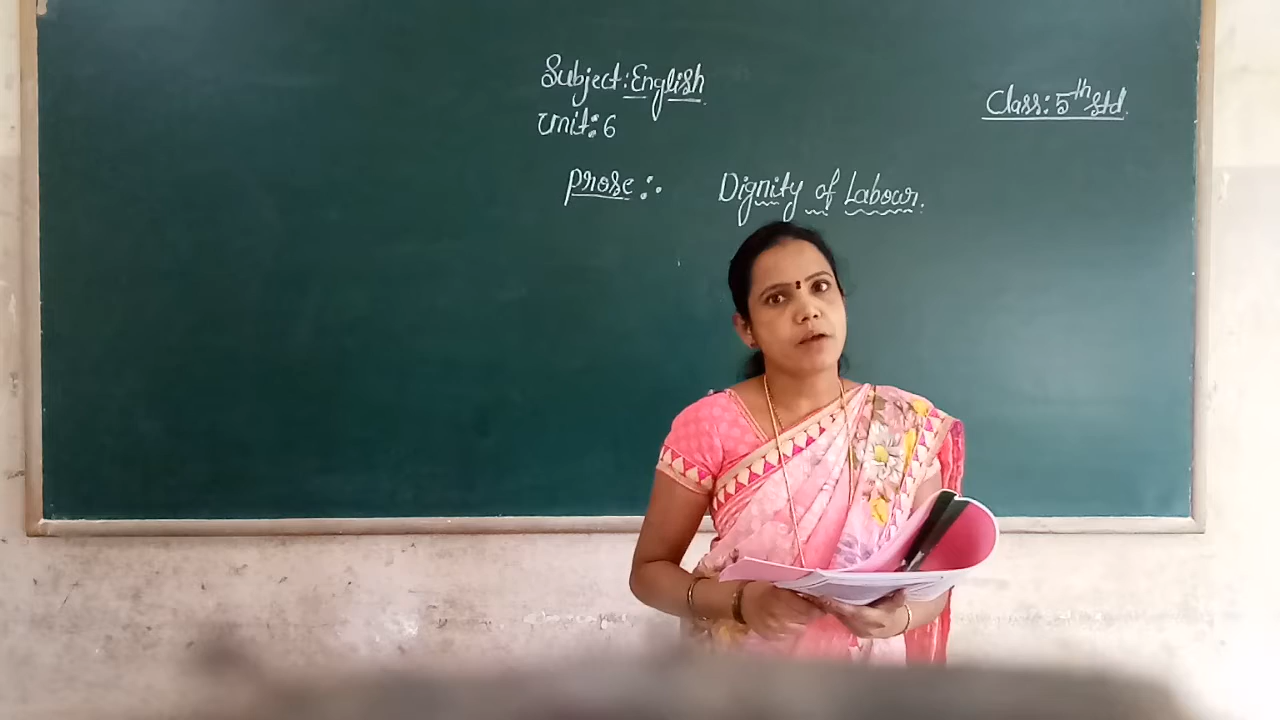 Subject: English
Unit: 6
Class: 5th Std.
Prose :. Dignity of Labour.